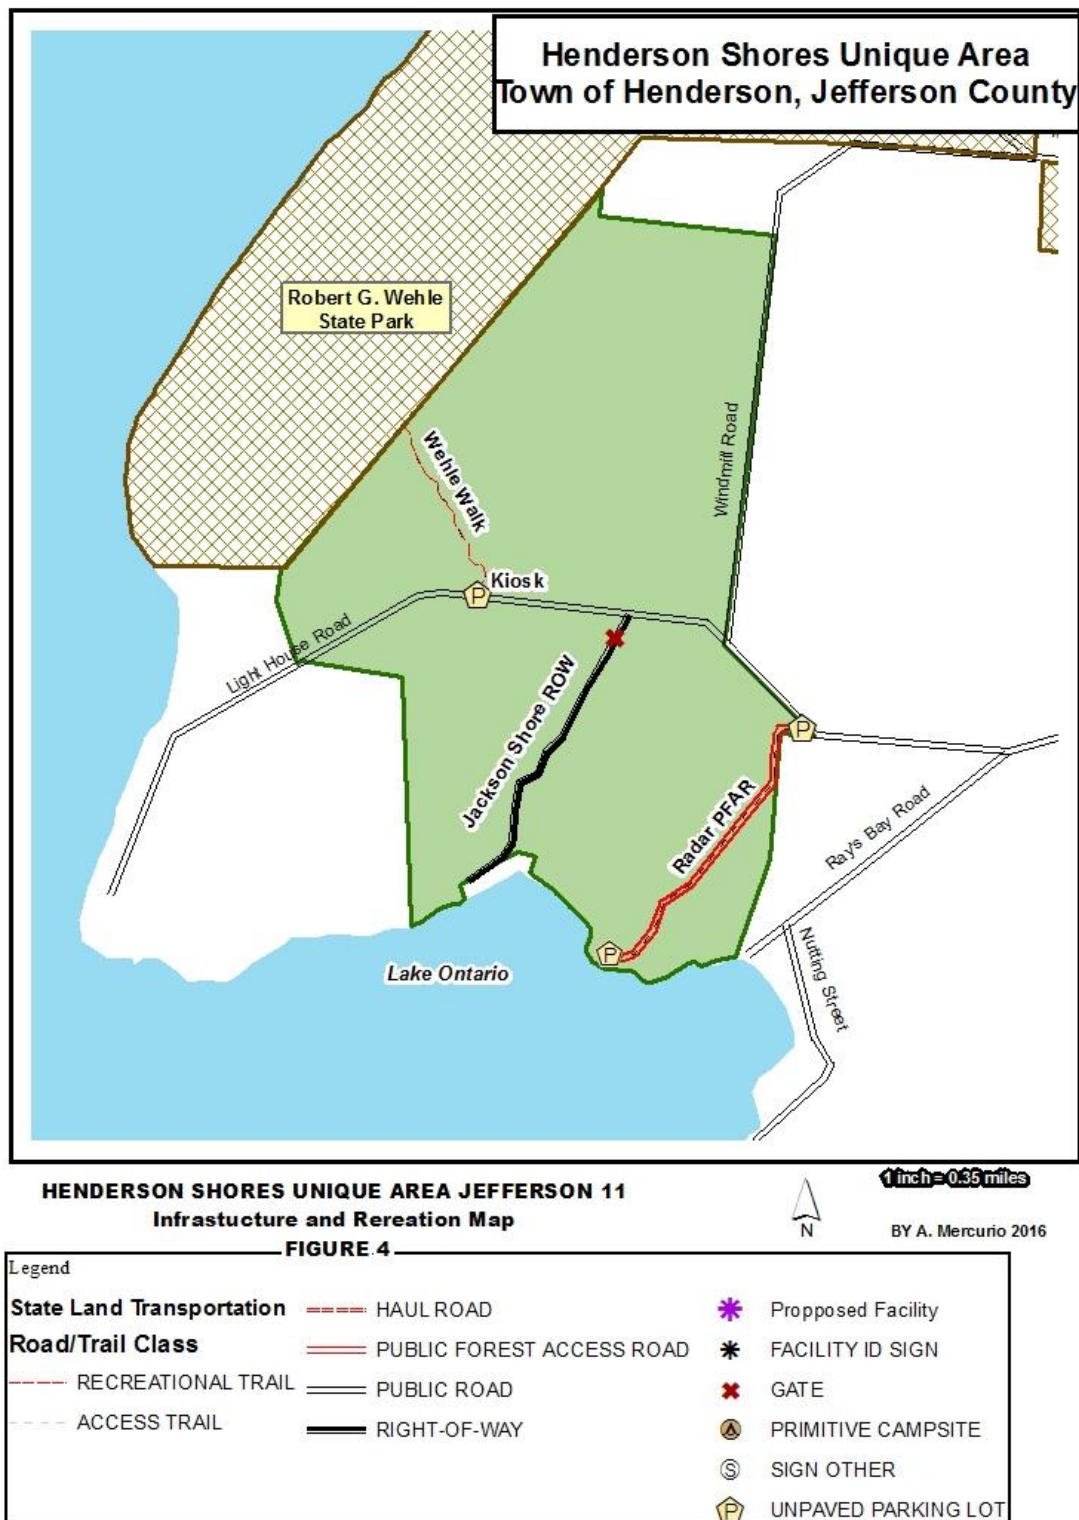 Henderson Shores Unique Area
Town of Henderson, Jefferson County
Robert G. Wehle
State Park
Wehle Walk
Windmill Road
Kiosk
P
Light House Road
Jackson Shore ROW
P
Radar PFAR
Ray's Bay Road
P
Nutting Street
Lake Ontario
1 inch = 0.35 miles
HENDERSON SHORES UNIQUE AREA JEFFERSON 11
Infrastucture and Rereation Map
N
BY A. Mercurio 2016
FIGURE 4
Legend
State Land Transportation
Road/Trail Class
RECREATIONAL TRAIL
ACCESS TRAIL
HAUL ROAD
PUBLIC FOREST ACCESS ROAD
PUBLIC ROAD
RIGHT-OF-WAY
Propposed Facility
FACILITY ID SIGN
GATE
PRIMITIVE CAMPSITE
S SIGN OTHER
P UNPAVED PARKING LOT